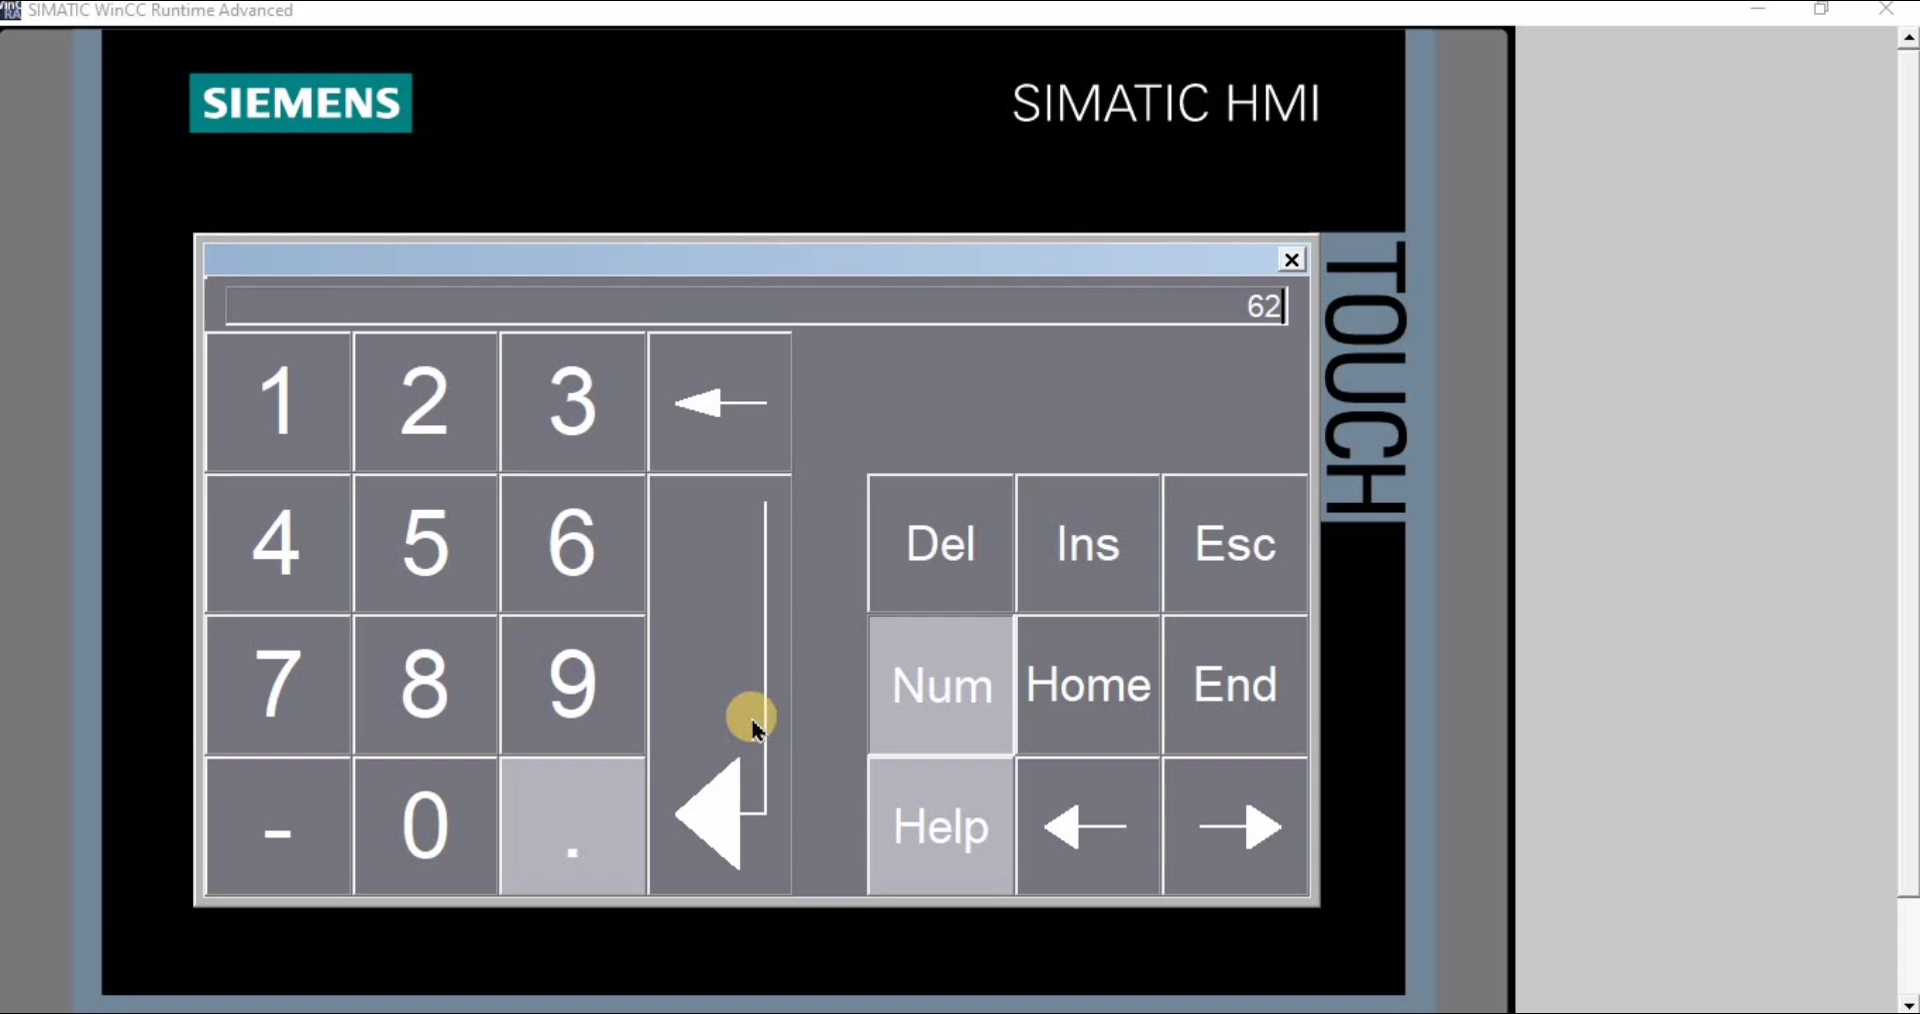 SIMATIC WinCC Runtime Advanced
SIEMENS
SIMATIC HMI
TOUCH
62
1 2 3
4 5 6 Del Ins Esc
7 8 9 Num Home End
- 0 . Help